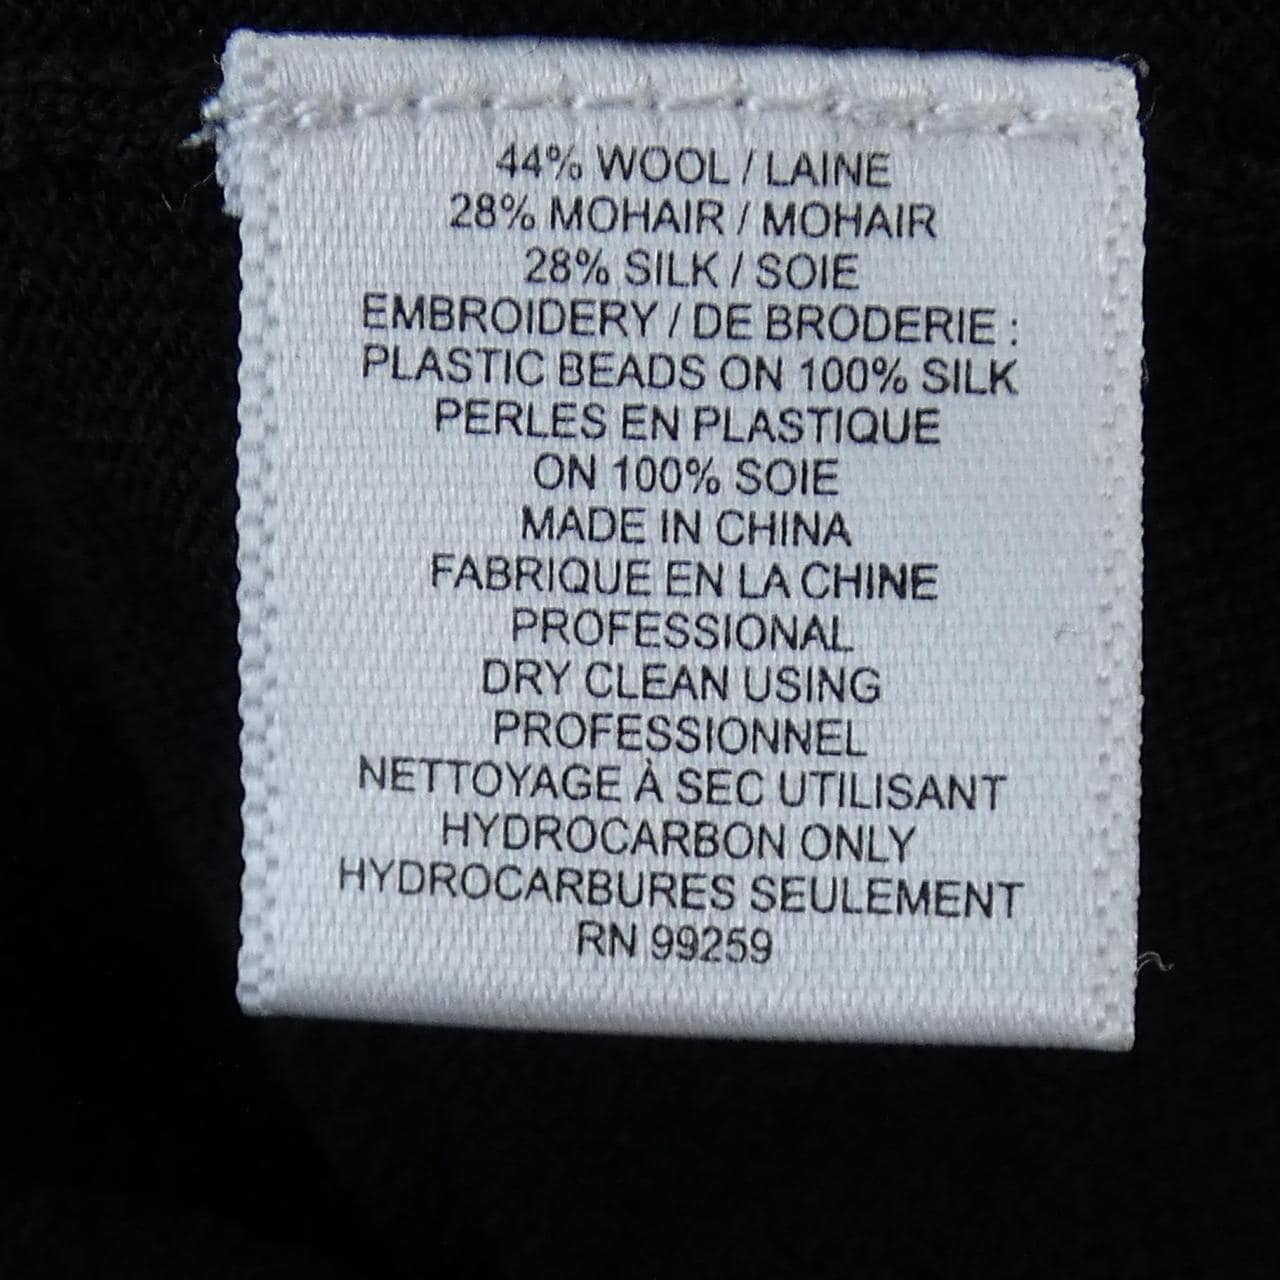 44% WOOL / LAINE
28% MOHAIR / MOHAIR
28% SILK / SOIE
EMBROIDERY / DE BRODERIE :
PLASTIC BEADS ON 100% SILK
PERLES EN PLASTIQUE
ON 100% SOIE
MADE IN CHINA
FABRIQUE EN LA CHINE
PROFESSIONAL
DRY CLEAN USING
PROFESSIONNEL
NETTOYAGE À SEC UTILISANT
HYDROCARBON ONLY
HYDROCARBURES SEULEMENT
RN 99259